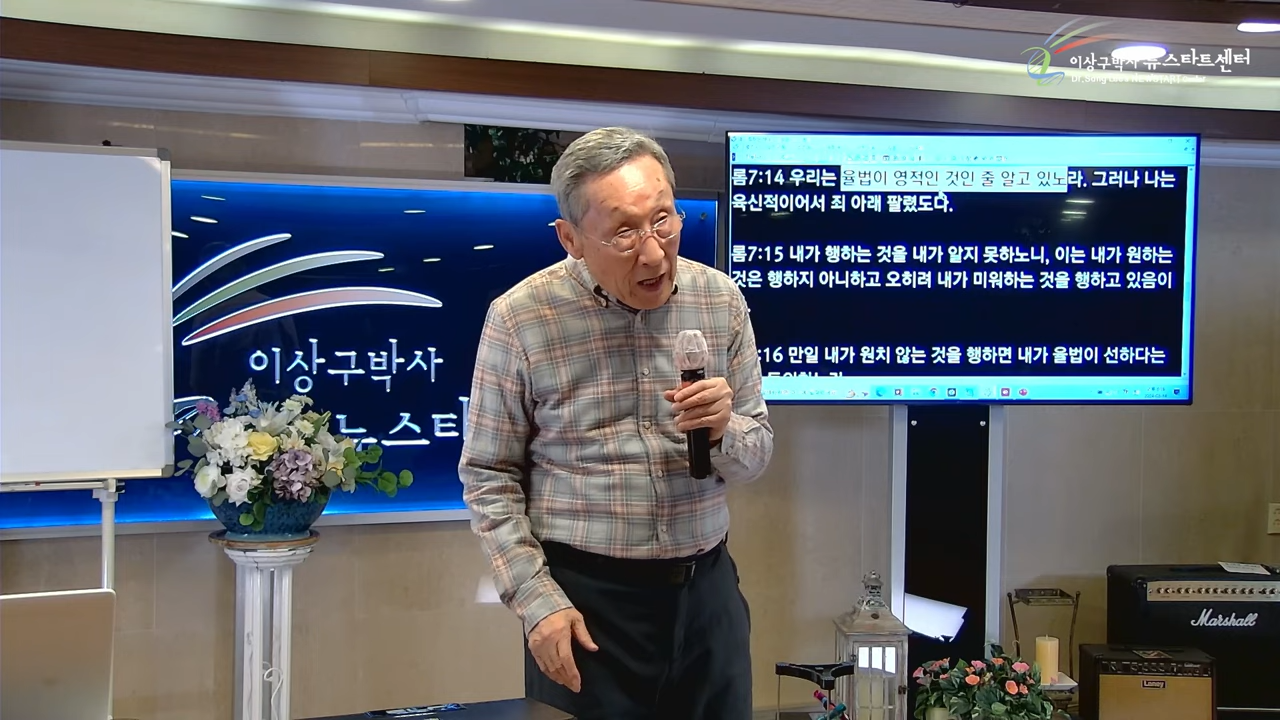 이상구박사 뉴스타트센터
롬7:14 우리는 율법이 영적인 것인 줄 알고 있노라. 그러나 나는
육신적이어서 죄 아래 팔렸도다.
롬7:15 내가 행하는 것을 내가 알지 못하노니, 이는 내가 원하는
것은 행하지 아니하고 오히려 내가 미워하는 것을 행하고 있음이
:16 만일 내가 원치 않는 것을 행하면 내가 율법이 선하다는
이상구박사
뉴스타
Marshall
Laney